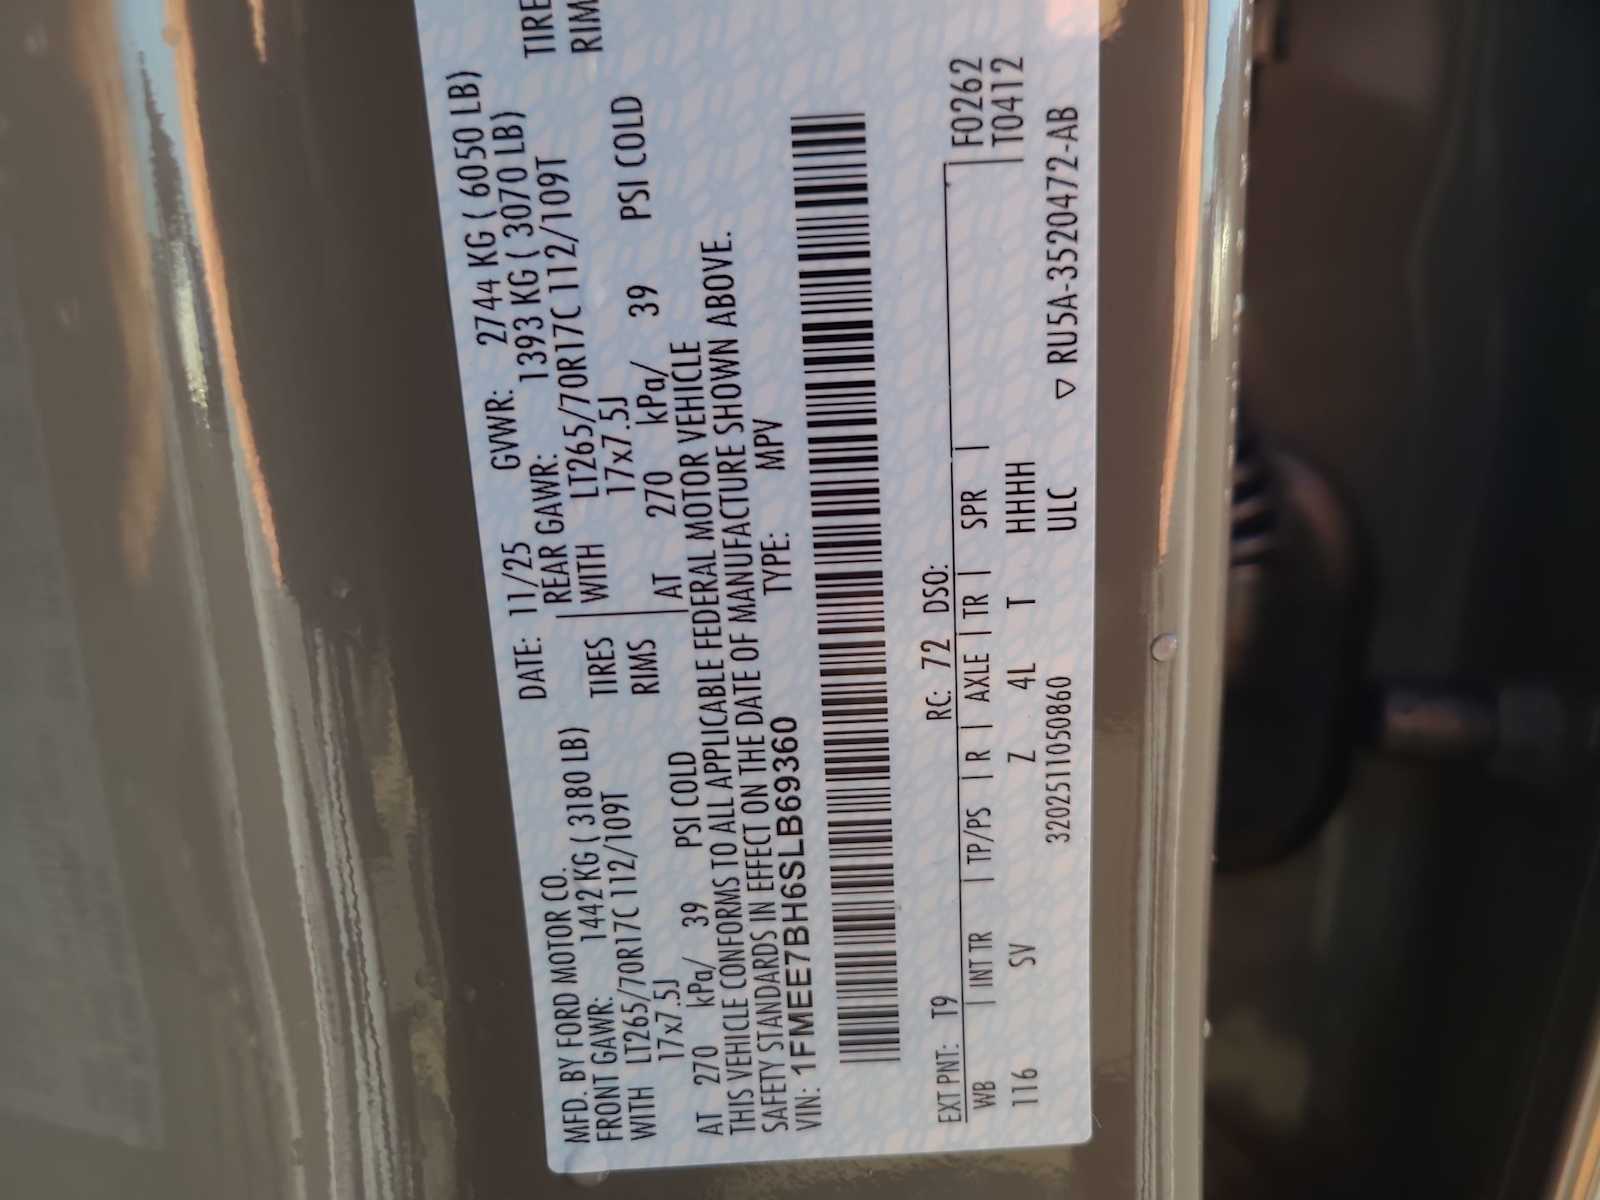 MFD. BY FORD MOTOR CO. DATE: 11/25 GVWR: 2744 KG ( 6050 LB)
FRONT GAWR: 1442 KG ( 3180 LB) REAR GAWR: 1393 KG ( 3070 LB)
WITH LT265/70R17C 112/109T TIRES WITH LT265/70R17C 112/109T TIRE
17x7.5J RIMS 17x7.5J RIM
AT 270 kPa/ 39 PSI COLD AT 270 kPa/ 39 PSI COLD
THIS VEHICLE CONFORMS TO ALL APPLICABLE FEDERAL MOTOR VEHICLE
SAFETY STANDARDS IN EFFECT ON THE DATE OF MANUFACTURE SHOWN ABOVE.
VIN: 1FMEE7BH6SLB69360 TYPE: MPV
EXT PNT: T9 RC: 72 DSO: F0262
WB | INT TR | TP/PS | R | AXLE | TR | SPR | T0412
116 SV Z 4L T HHHHH
320251105086O ULC ▽ RU5A-3520472-AB